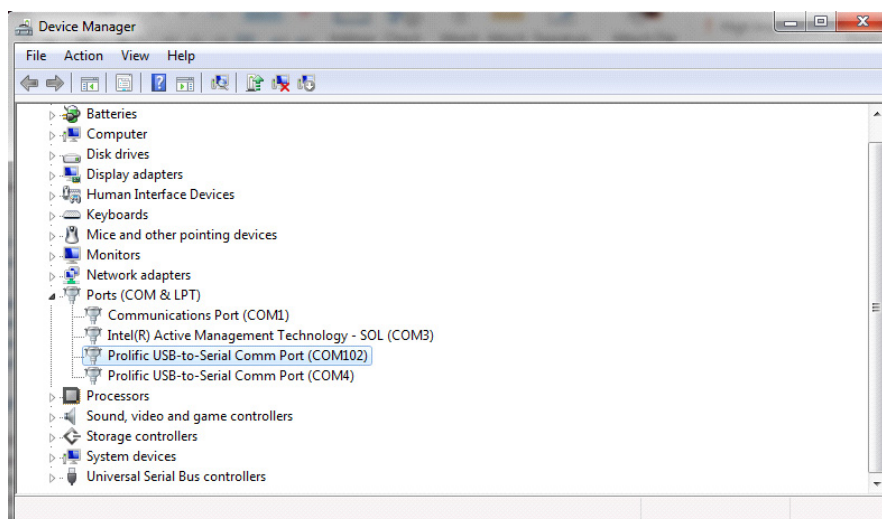 Device Manager
File Action View Help
Batteries
Computer
Disk drives
Display adapters
Human Interface Devices
Keyboards
Mice and other pointing devices
Monitors
Network adapters
Ports (COM & LPT)
Communications Port (COM1)
Intel(R) Active Management Technology - SOL (COM3)
Prolific USB-to-Serial Comm Port (COM102)
Prolific USB-to-Serial Comm Port (COM4)
Processors
Sound, video and game controllers
Storage controllers
System devices
Universal Serial Bus controllers